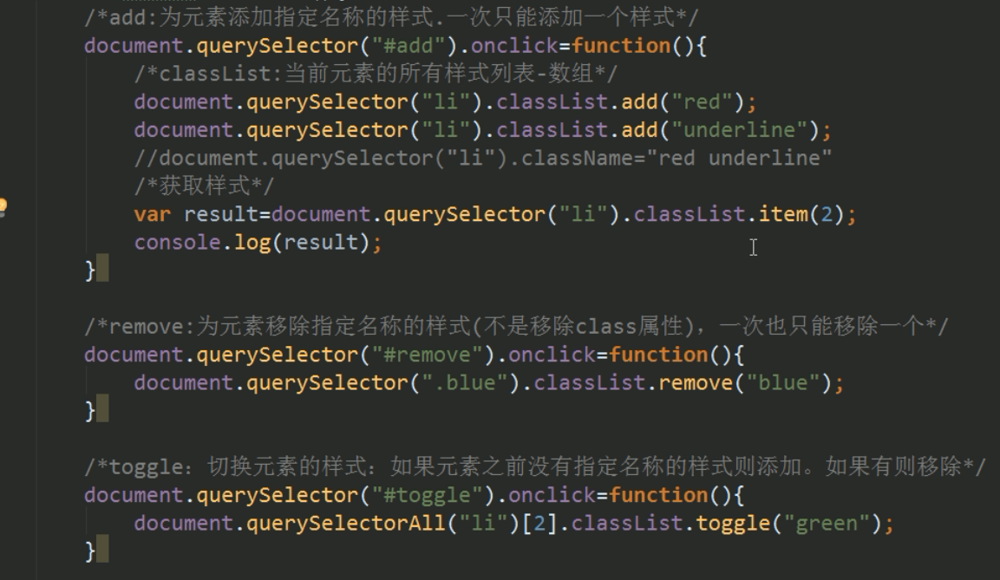 /*add:为元素添加指定名称的样式.一次只能添加一个样式*/
document.querySelector("#add").onclick=function(){
/*classList:当前元素的所有样式列表-数组*/
document.querySelector("li").classList.add("red");
document.querySelector("li").classList.add("underline");
//document.querySelector("li").className="red underline"
/*获取样式*/
var result=document.querySelector("li").classList.item(2);
console.log(result);
}
/*remove:为元素移除指定名称的样式(不是移除class属性)，一次也只能移除一个*/
document.querySelector("#remove").onclick=function(){
document.querySelector(".blue").classList.remove("blue");
}
/*toggle：切换元素的样式：如果元素之前没有指定名称的样式则添加。如果有则移除*/
document.querySelector("#toggle").onclick=function(){
document.querySelectorAll("li")[2].classList.toggle("green");
}